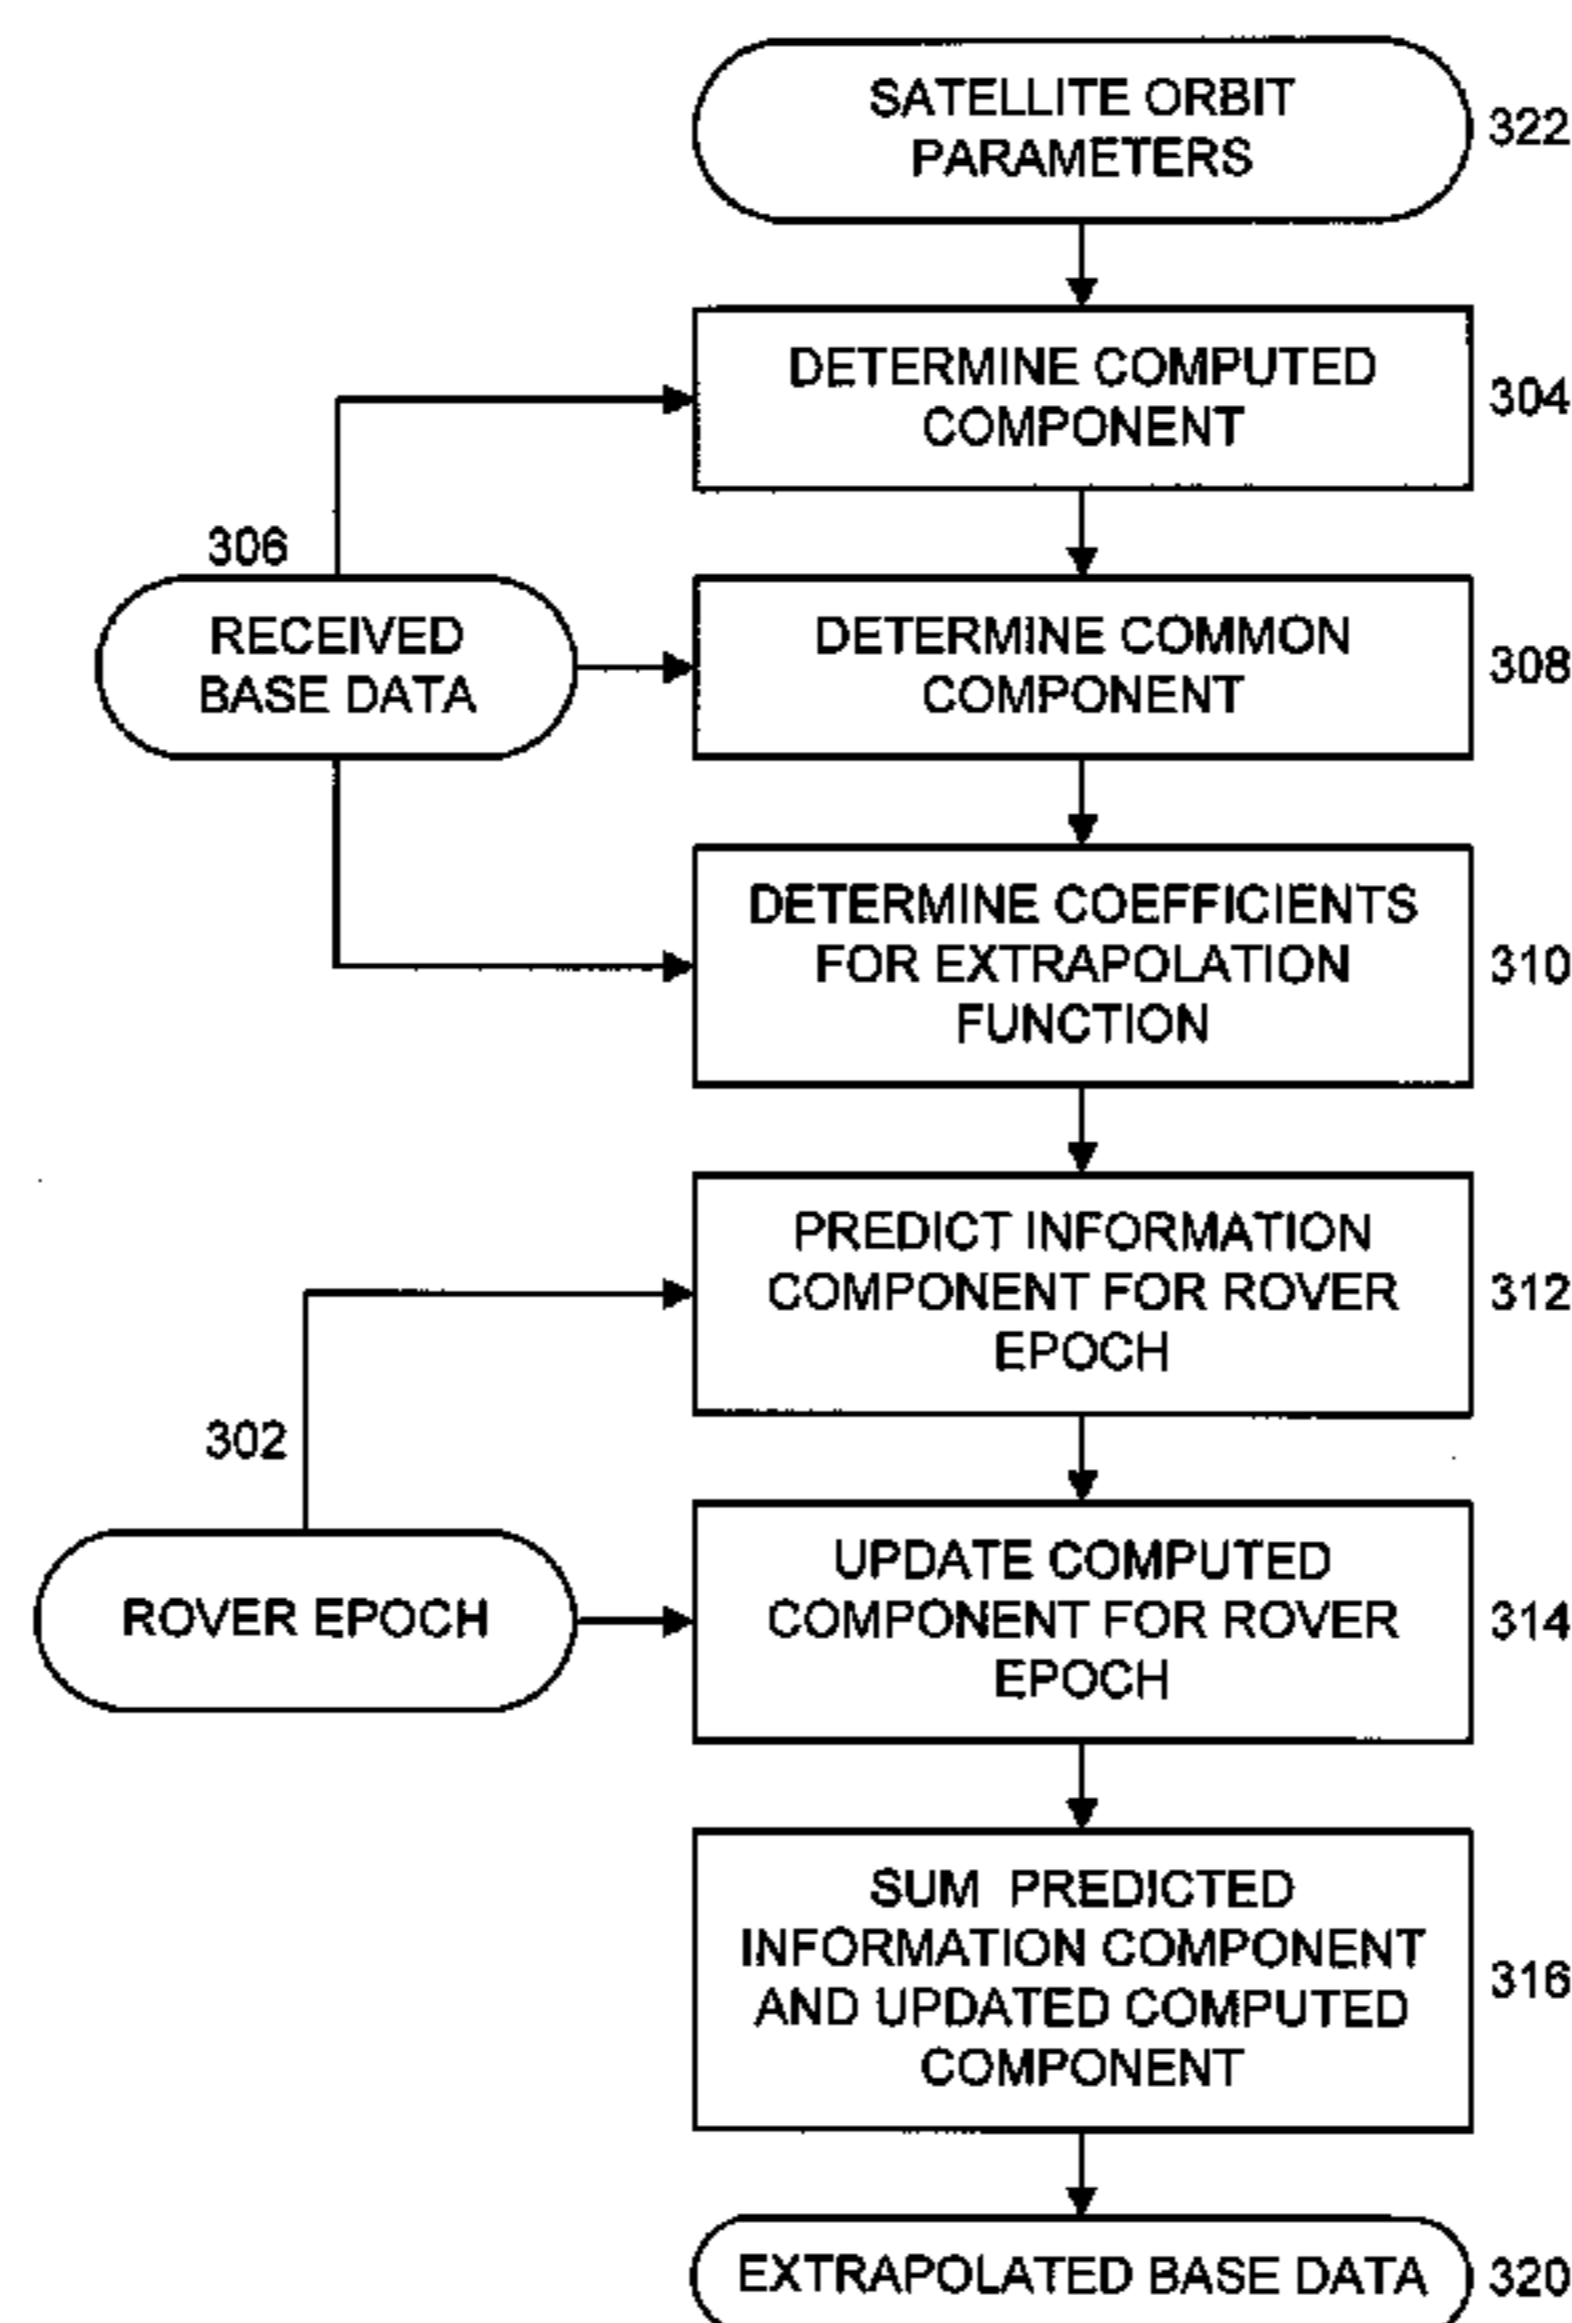 SATELLITE ORBIT
PARAMETERS
322
DETERMINE COMPUTED
COMPONENT
304
306
RECEIVED
BASE DATA
DETERMINE COMMON
COMPONENT
308
DETERMINE COEFFICIENTS
FOR EXTRAPOLATION
FUNCTION
310
PREDICT INFORMATION
COMPONENT FOR ROVER
EPOCH
312
302
ROVER EPOCH
UPDATE COMPUTED
COMPONENT FOR ROVER
EPOCH
314
SUM PREDICTED
INFORMATION COMPONENT
AND UPDATED COMPUTED
COMPONENT
316
EXTRAPOLATED BASE DATA
320